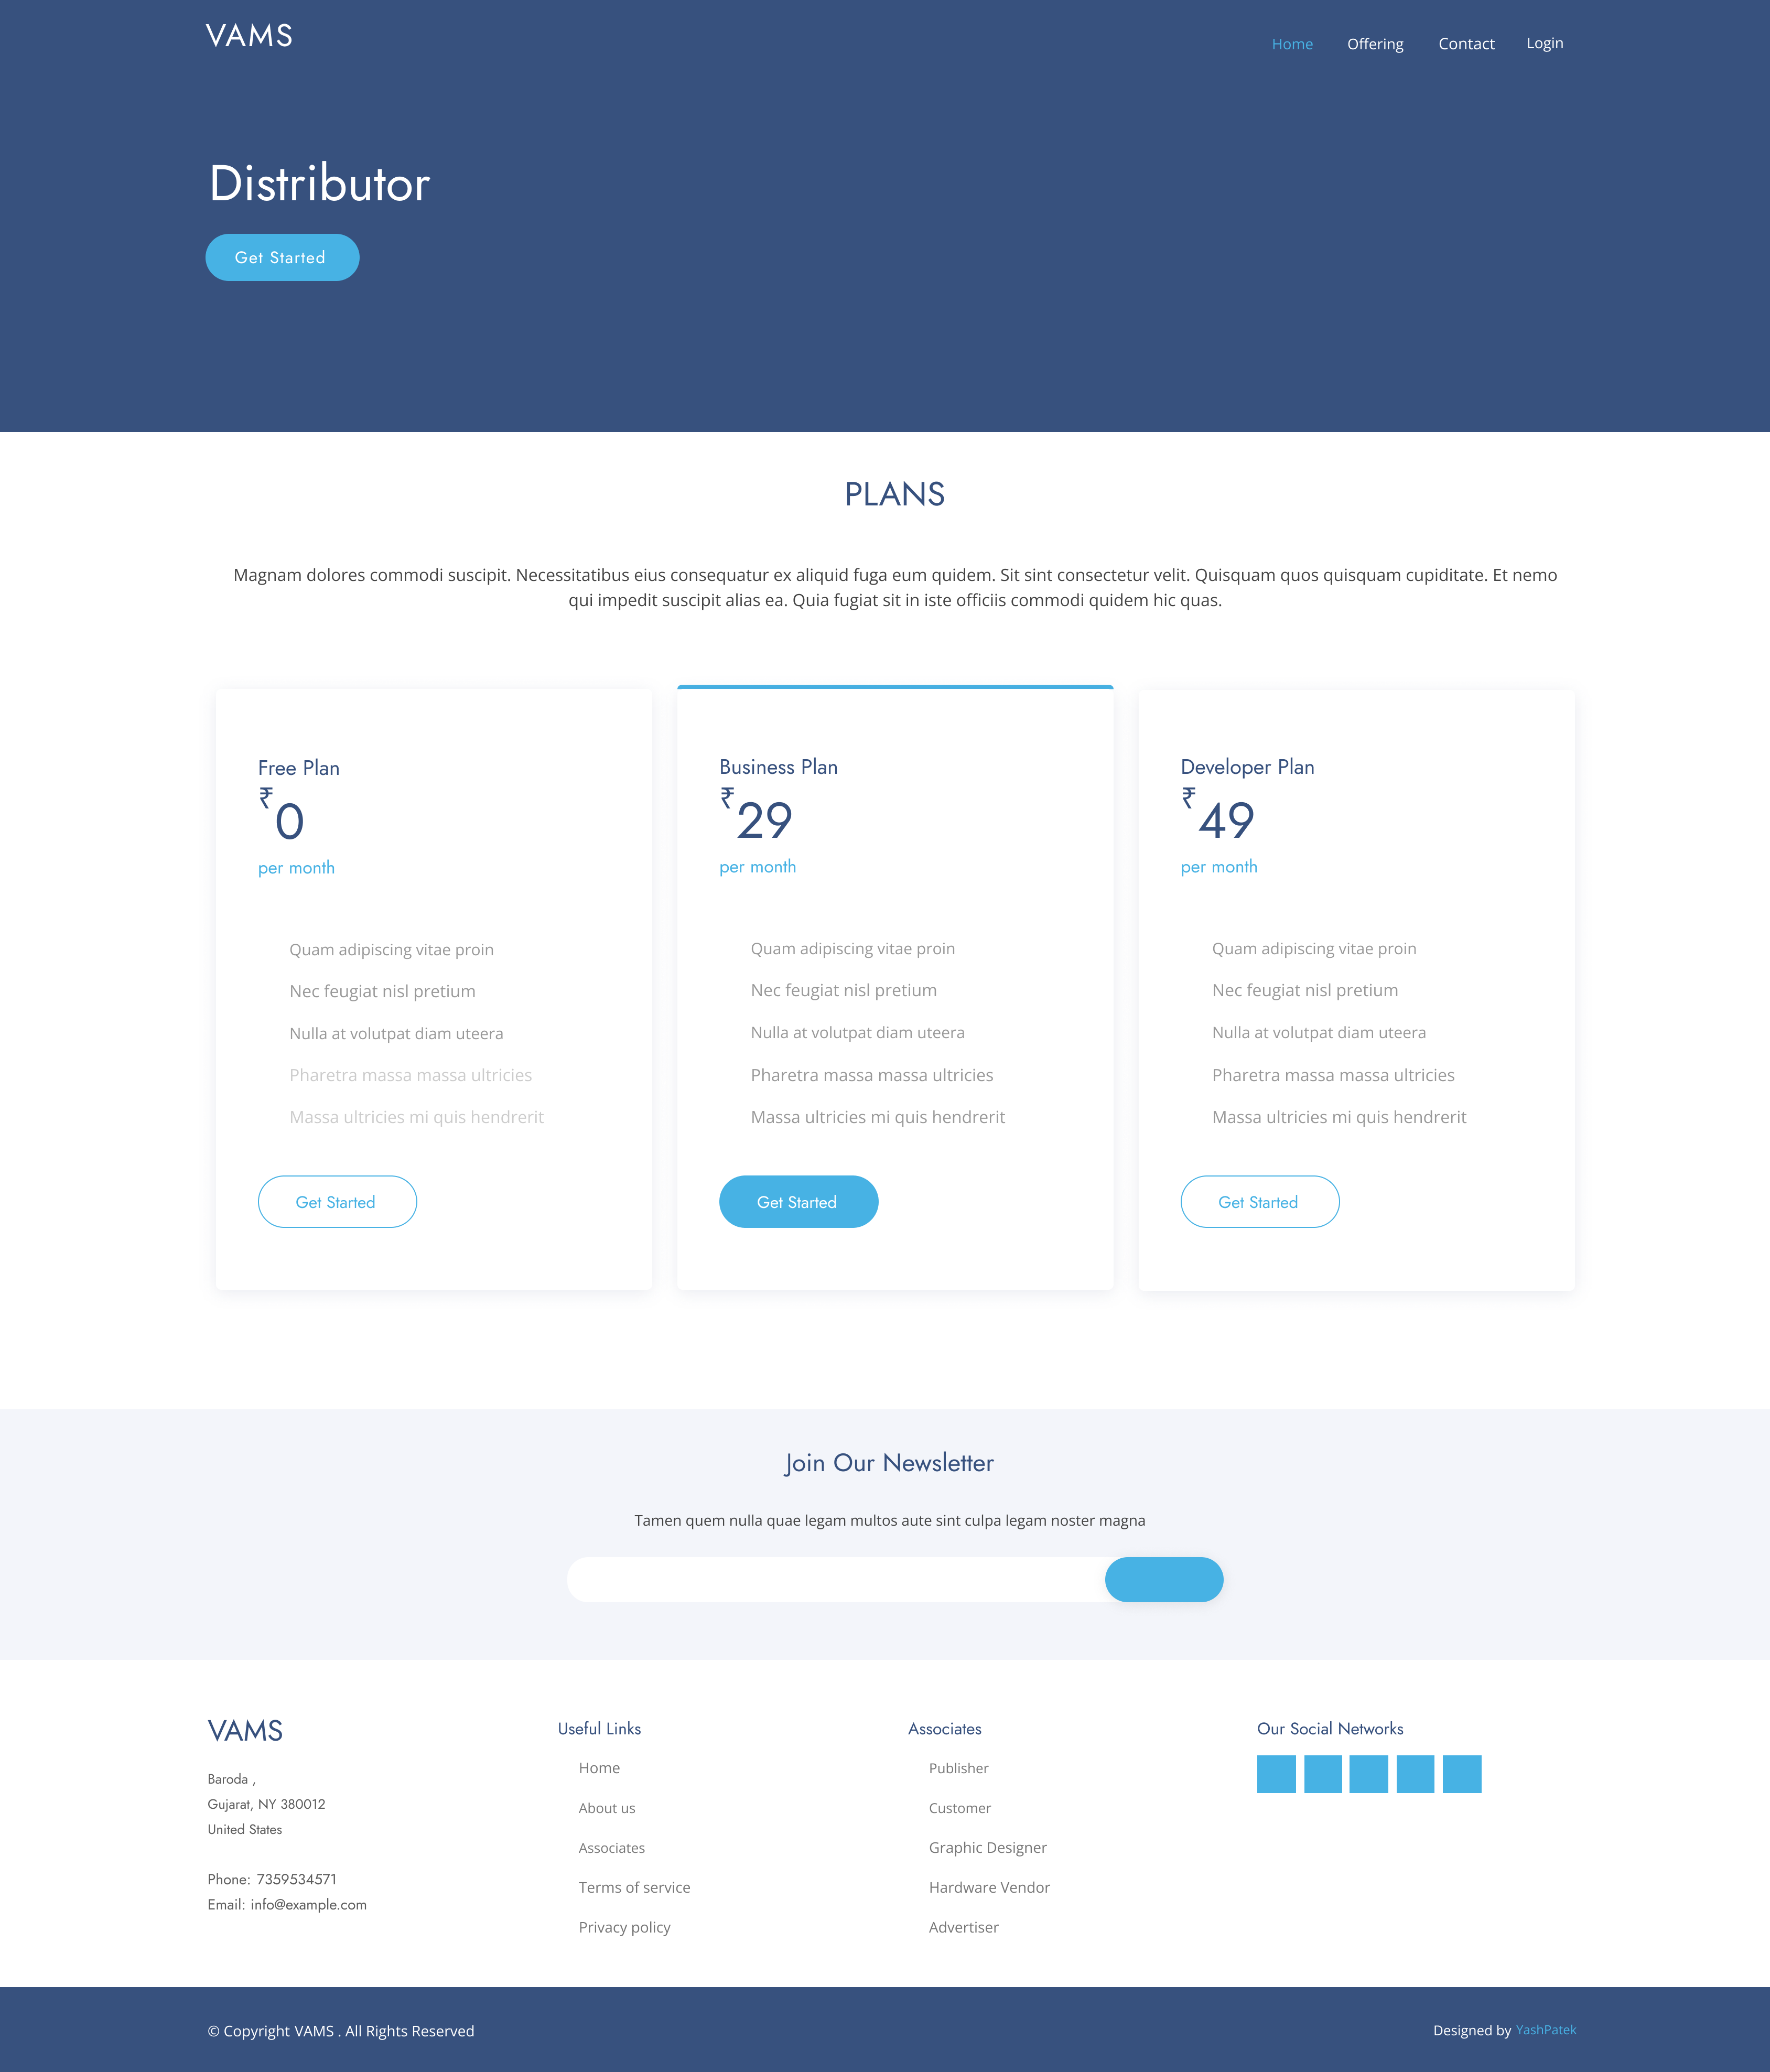 VAMS
Home Offering Contact Login
Distributor
Get Started
PLANS
Magnam dolores commodi suscipit. Necessitatibus eius consequatur ex aliquid fuga eum quidem. Sit sint consectetur velit. Quisquam quos quisquam cupiditate. Et nemo
qui impedit suscipit alias ea. Quia fugiat sit in iste officiis commodi quidem hic quas.
Free Plan
₹0
per month
Quam adipiscing vitae proin
Nec feugiat nisl pretium
Nulla at volutpat diam uteera
Pharetra massa massa ultricies
Massa ultricies mi quis hendrerit
Get Started
Business Plan
₹29
per month
Quam adipiscing vitae proin
Nec feugiat nisl pretium
Nulla at volutpat diam uteera
Pharetra massa massa ultricies
Massa ultricies mi quis hendrerit
Get Started
Developer Plan
₹49
per month
Quam adipiscing vitae proin
Nec feugiat nisl pretium
Nulla at volutpat diam uteera
Pharetra massa massa ultricies
Massa ultricies mi quis hendrerit
Get Started
Join Our Newsletter
Tamen quem nulla quae legam multos aute sint culpa legam noster magna
VAMS
Baroda ,
Gujarat, NY 380012
United States
Phone: 7359534571
Email: info@example.com
Useful Links
Home
About us
Associates
Terms of service
Privacy policy
Associates
Publisher
Customer
Graphic Designer
Hardware Vendor
Advertiser
Our Social Networks
© Copyright VAMS . All Rights Reserved
Designed by YashPatek